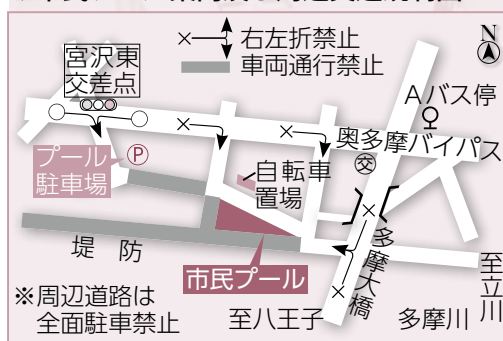 右左折禁止
車両通行禁止
N
宮沢東
交差点
Aバス停
奥多摩バイパス
交
プール
駐車場
P
自転車
置場
堤防
市民プール
多摩大橋
至立川
※周辺道路は
全面駐車禁止
至八王子
多摩川